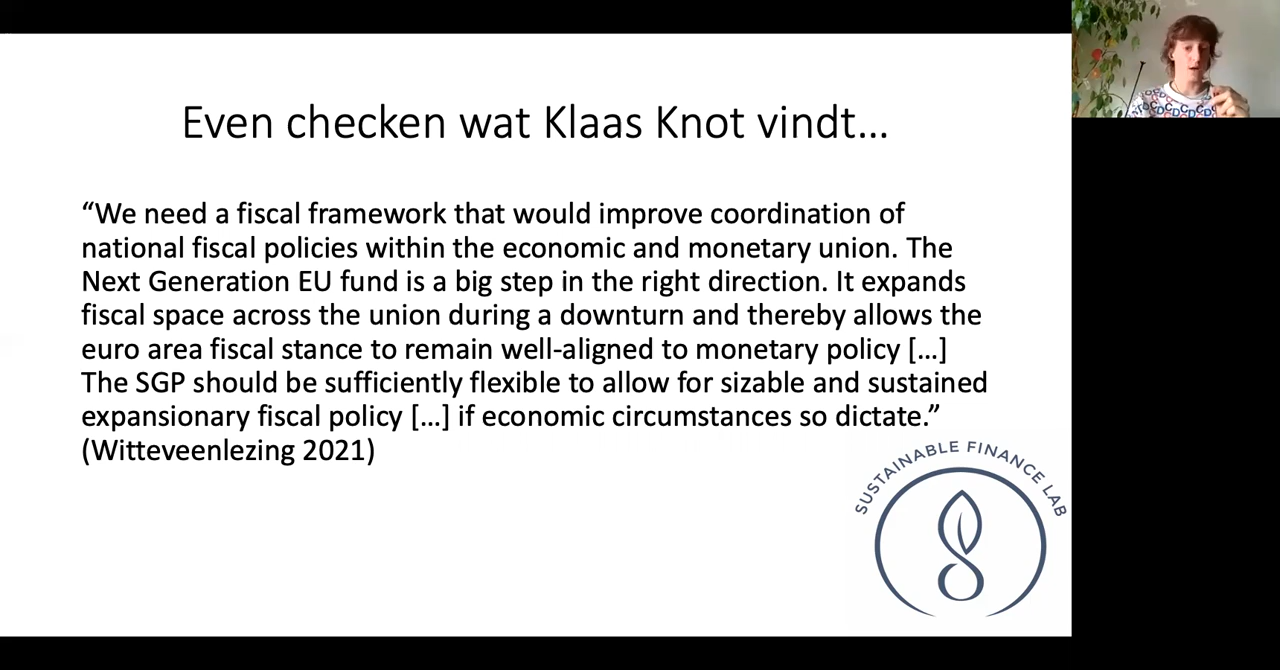 Even checken wat Klaas Knot vindt…
“We need a fiscal framework that would improve coordination of
national fiscal policies within the economic and monetary union. The
Next Generation EU fund is a big step in the right direction. It expands
fiscal space across the union during a downturn and thereby allows the
euro area fiscal stance to remain well-aligned to monetary policy […]
The SGP should be sufficiently flexible to allow for sizable and sustained
expansionary fiscal policy […] if economic circumstances so dictate.”
(Witteveenlezing 2021)
SUSTAINABLE FINANCE LAB